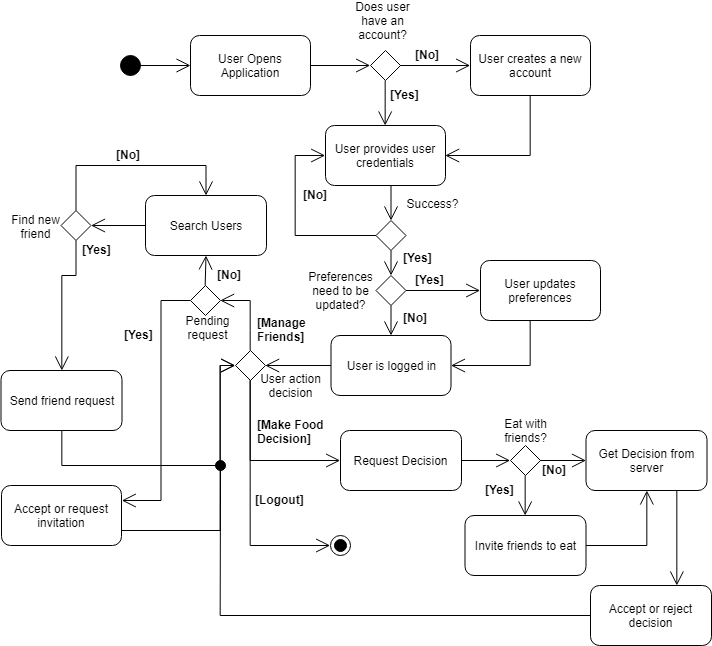 Does user
have an
account?
User Opens
Application
[No]
User creates a new
account
[Yes]
User provides user
credentials
[No]
[No]
Success?
Find new
friend
Search Users
[Yes]
[Yes]
[No]
Preferences
need to be
updated?
[Yes]
User updates
preferences
[No]
Pending
request
[Manage
Friends]
[Yes]
User is logged in
User action
decision
Send friend request
[Make Food
Decision]
Request Decision
Eat with
friends?
[No]
Get Decision from
server
[Yes]
[Logout]
Accept or request
invitation
Invite friends to eat
Accept or reject
decision